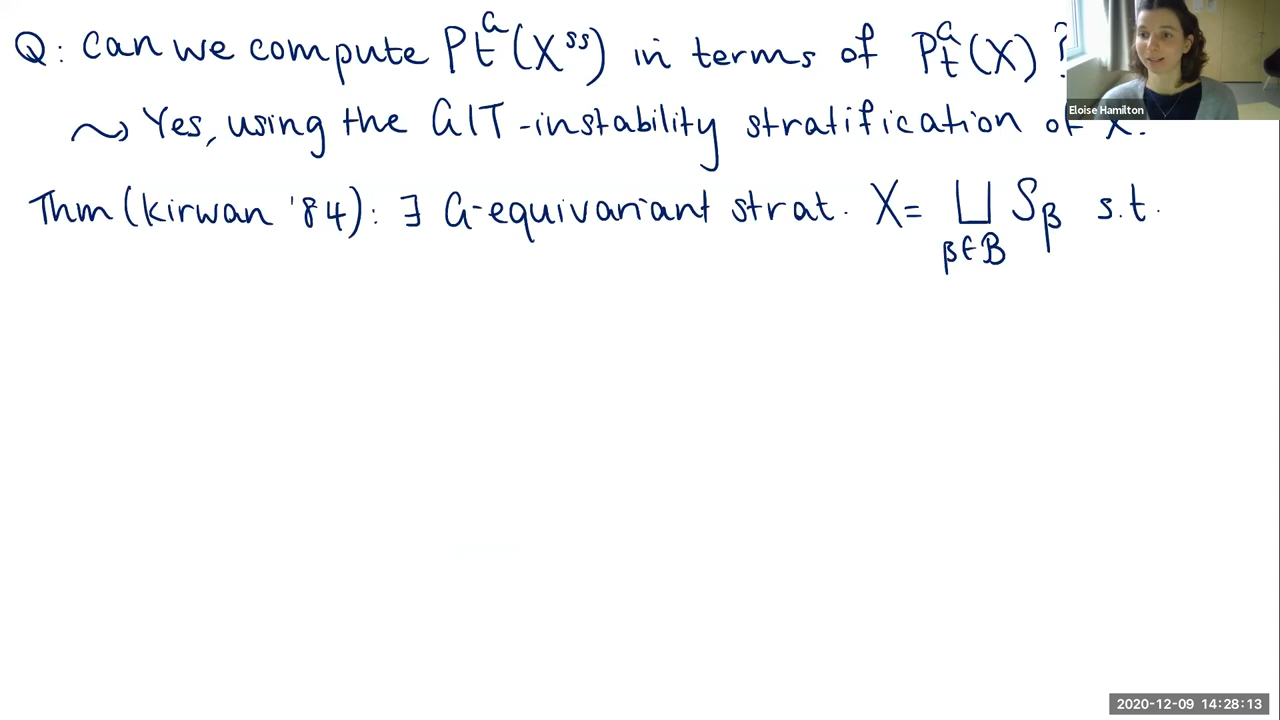 Q: can we compute P_t^G(X^ss) in terms of P_t^G(X)?
⇝ Yes, using the GIT-instability stratification of X.
Thm (Kirwan '84): ∃ G-equivariant strat. X = ⊔_{β∈B} S_β s.t.
Eloise Hamilton
2020-12-09 14:28:13